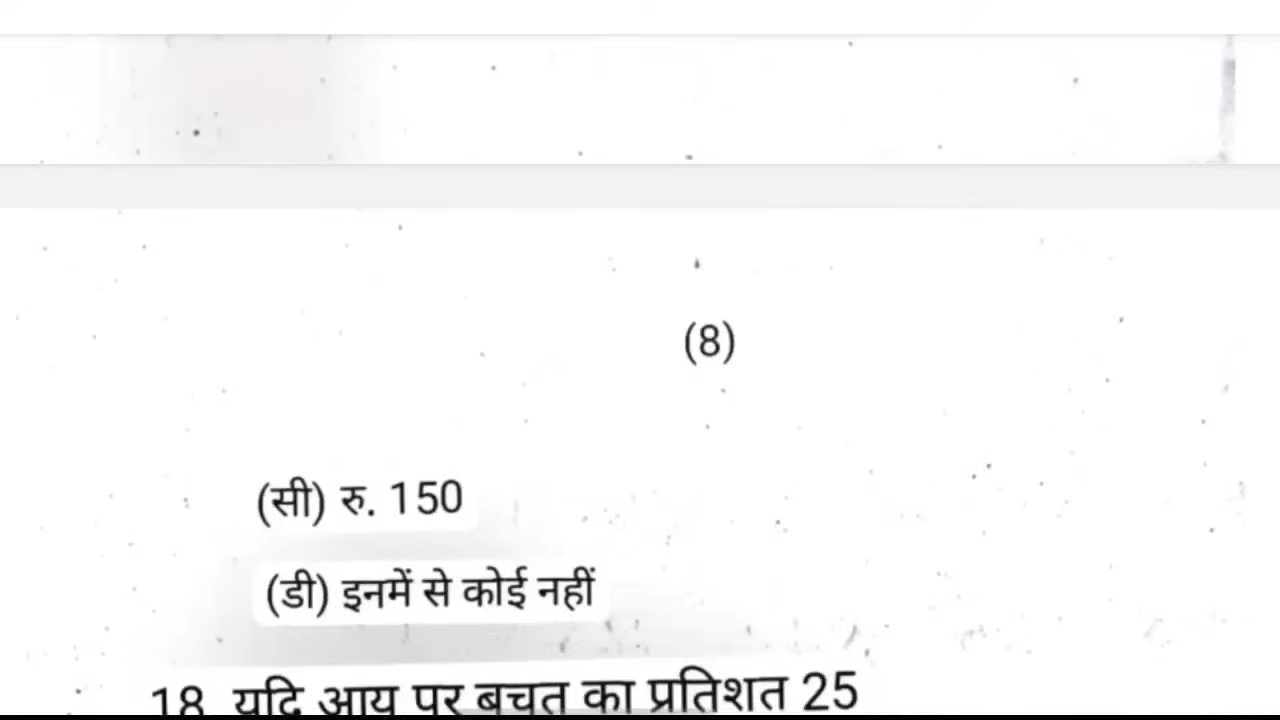 (8)
(सी) रु. 150
(डी) इनमें से कोई नहीं
18. यदि आय पर बचत का प्रतिशत 25